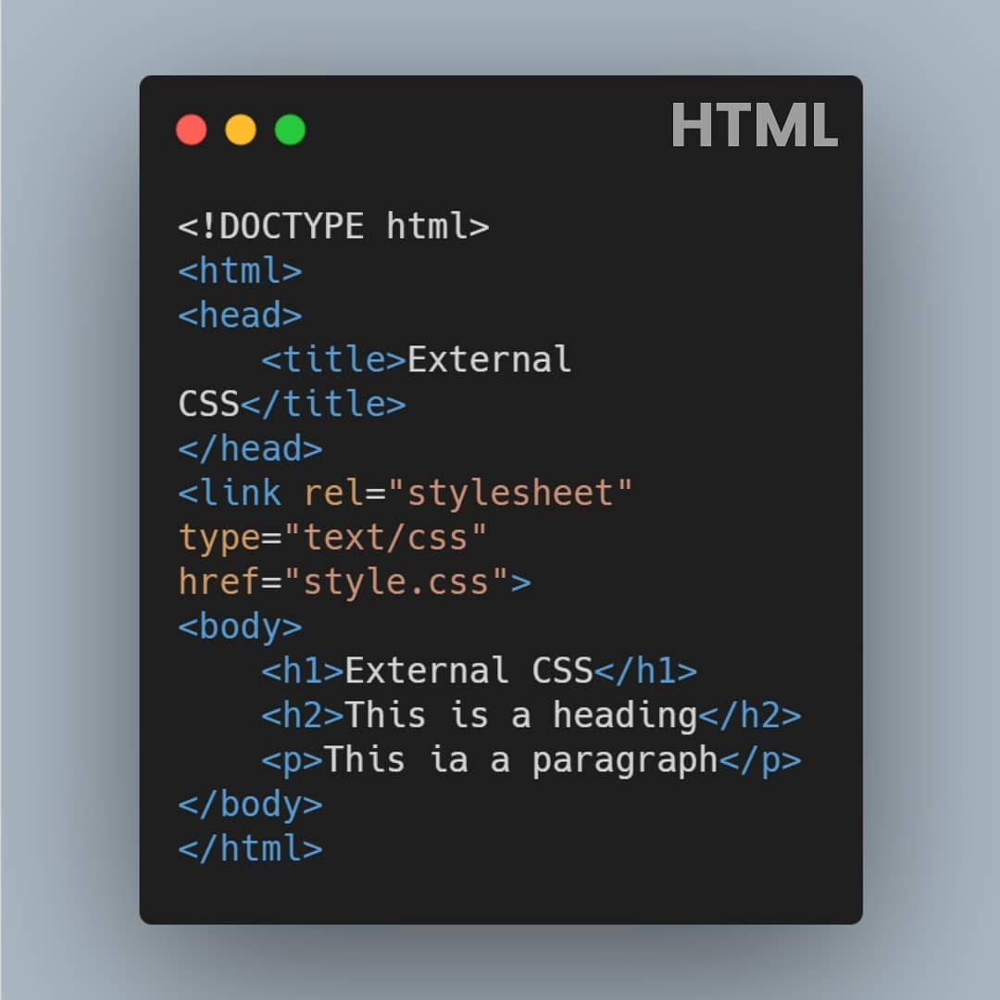 HTML
<!DOCTYPE html>
<html>
<head>
    <title>External
CSS</title>
</head>
<link rel="stylesheet"
type="text/css"
href="style.css">
<body>
    <h1>External CSS</h1>
    <h2>This is a heading</h2>
    <p>This ia a paragraph</p>
</body>
</html>